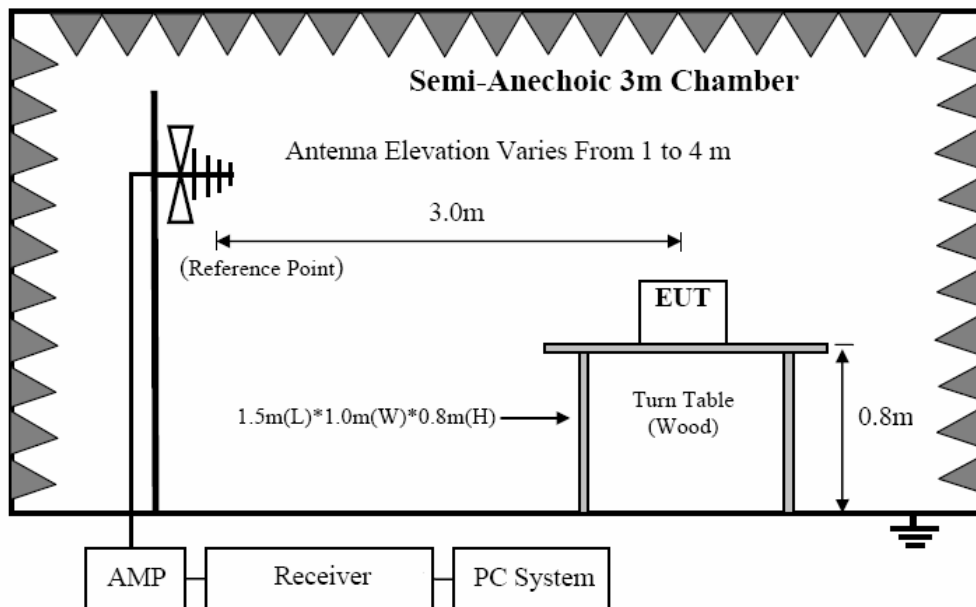 Semi-Anechoic 3m Chamber
Antenna Elevation Varies From 1 to 4 m
3.0m
(Reference Point)
EUT
1.5m(L)*1.0m(W)*0.8m(H)
Turn Table
(Wood)
0.8m
AMP
Receiver
PC System